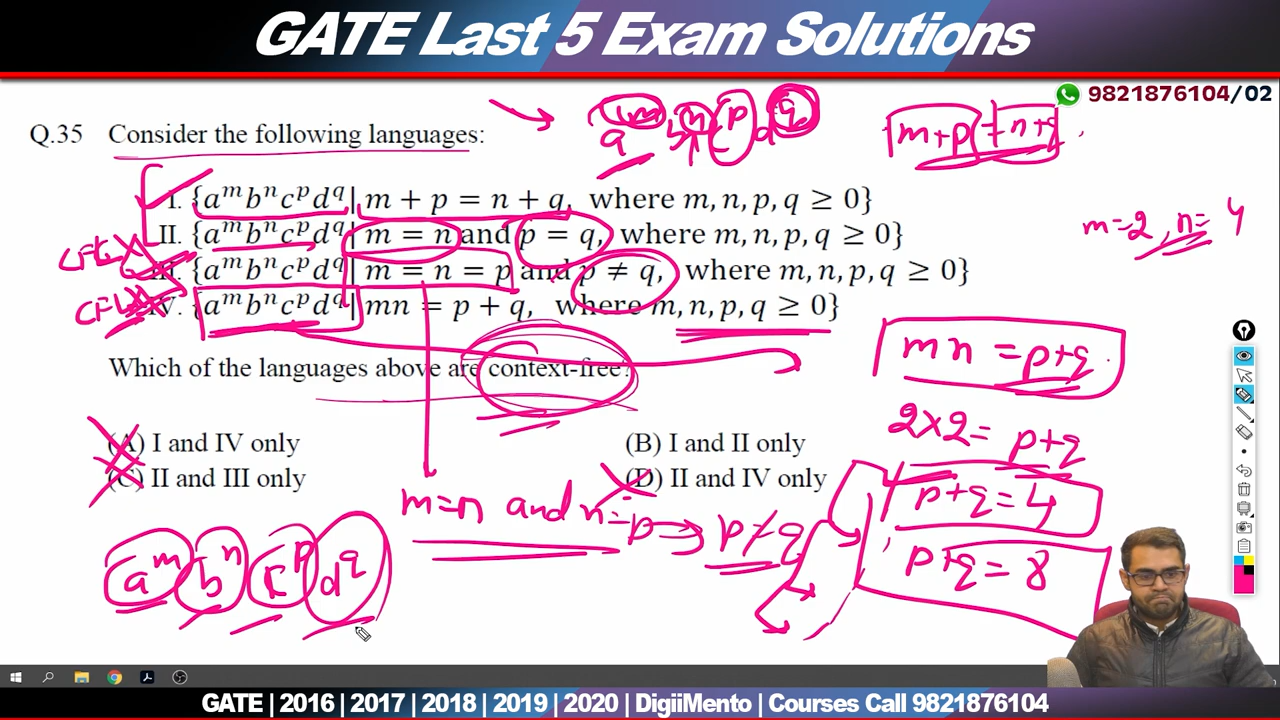 GATE Last 5 Exam Solutions
9821876104/02
Q.35 Consider the following languages:
a^m b^n c^p d^q
m+p = n+q
I. {a^m b^n c^p d^q | m + p = n + q, where m, n, p, q ≥ 0}
II. {a^m b^n c^p d^q | m = n and p = q, where m, n, p, q ≥ 0}
m=2, n=4
CFL
III. {a^m b^n c^p d^q | m = n = p and p ≠ q, where m, n, p, q ≥ 0}
CFL
IV. {a^m b^n c^p d^q | mn = p + q, where m, n, p, q ≥ 0}
mn = p+q
Which of the languages above are context-free?
2×2 = p+q
(A) I and IV only
(B) I and II only
(C) II and III only
(D) II and IV only
m=n and n=p → p≠q
p+q = 4
p+q = 8
a^m b^n c^p d^q
GATE | 2016 | 2017 | 2018 | 2019 | 2020 | DigiiMento | Courses Call 9821876104